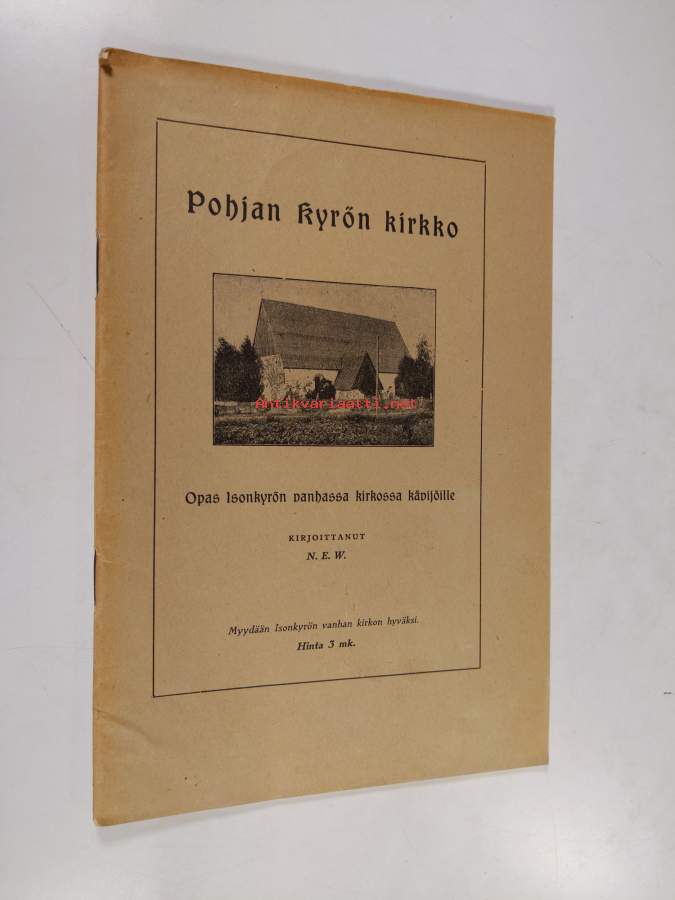 Pohjan Kyrön kirkko
Antikvariaatti.net
Opas Isonkyrön vanhassa kirkossa kävijöille
KIRJOITTANUT
N. E. W.
Myydään Isonkyrön vanhan kirkon hyväksi.
Hinta 3 mk.